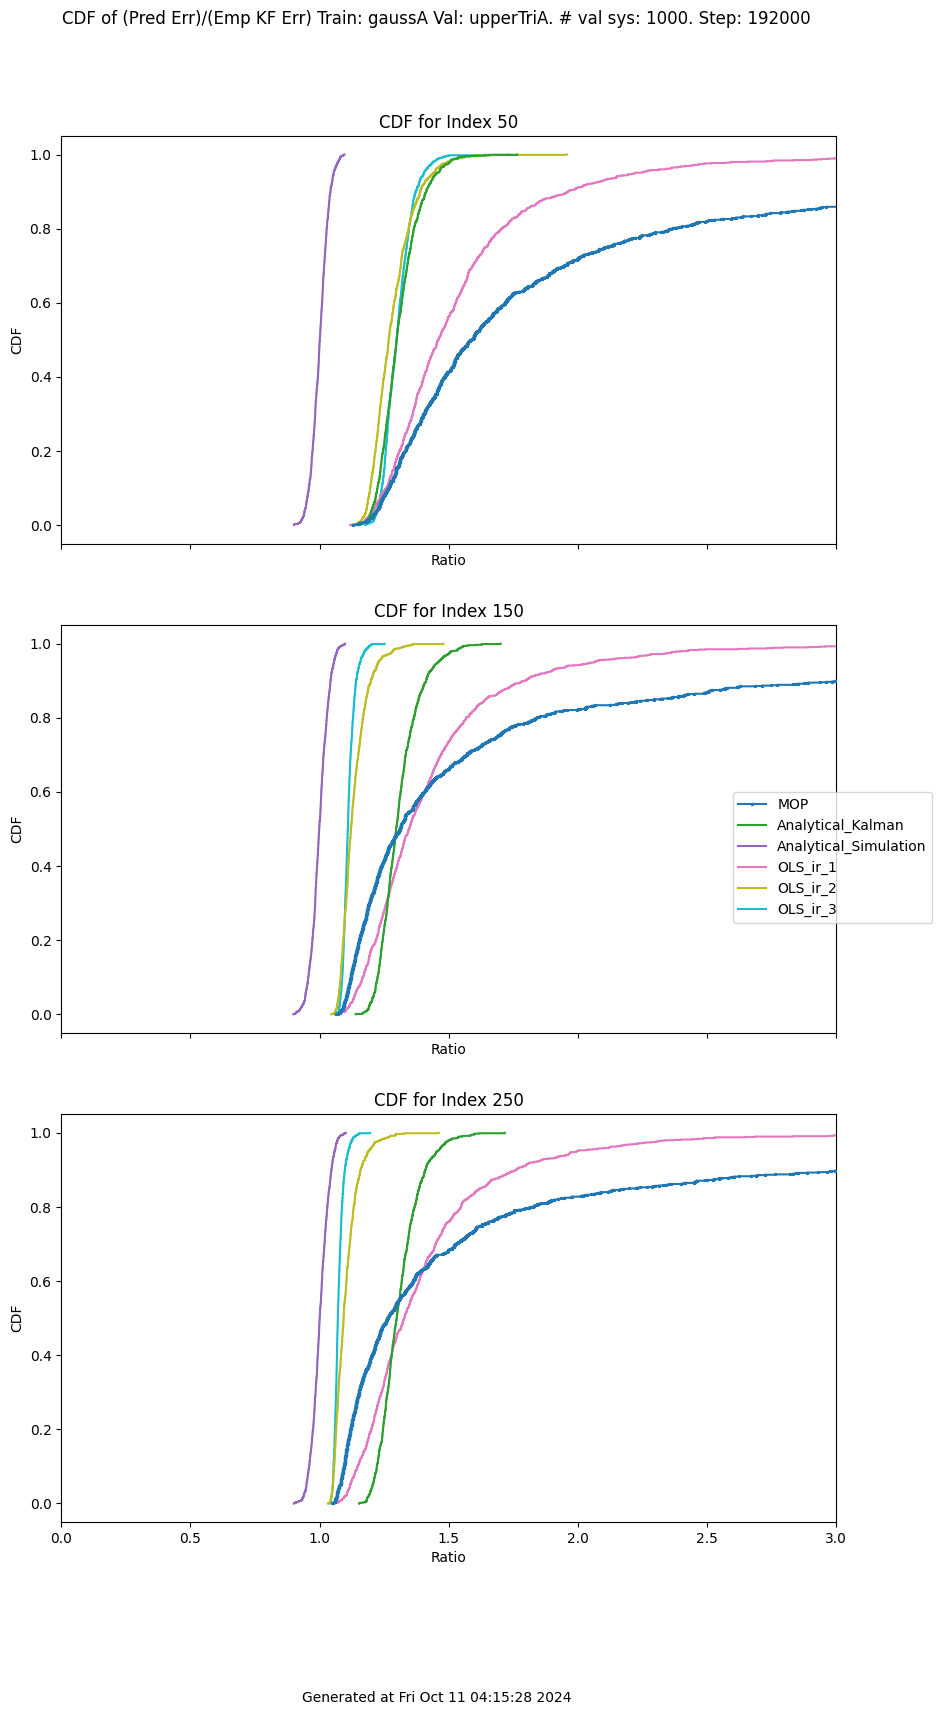 CDF of (Pred Err)/(Emp KF Err) Train: gaussA Val: upperTriA. # val sys: 1000. Step: 192000
CDF for Index 50
1.0
0.8
0.6
0.4
0.2
0.0
CDF
Ratio
CDF for Index 150
1.0
0.8
0.6
0.4
0.2
0.0
CDF
Ratio
MOP
Analytical_Kalman
Analytical_Simulation
OLS_ir_1
OLS_ir_2
OLS_ir_3
CDF for Index 250
1.0
0.8
0.6
0.4
0.2
0.0
CDF
0.0 0.5 1.0 1.5 2.0 2.5 3.0
Ratio
Generated at Fri Oct 11 04:15:28 2024